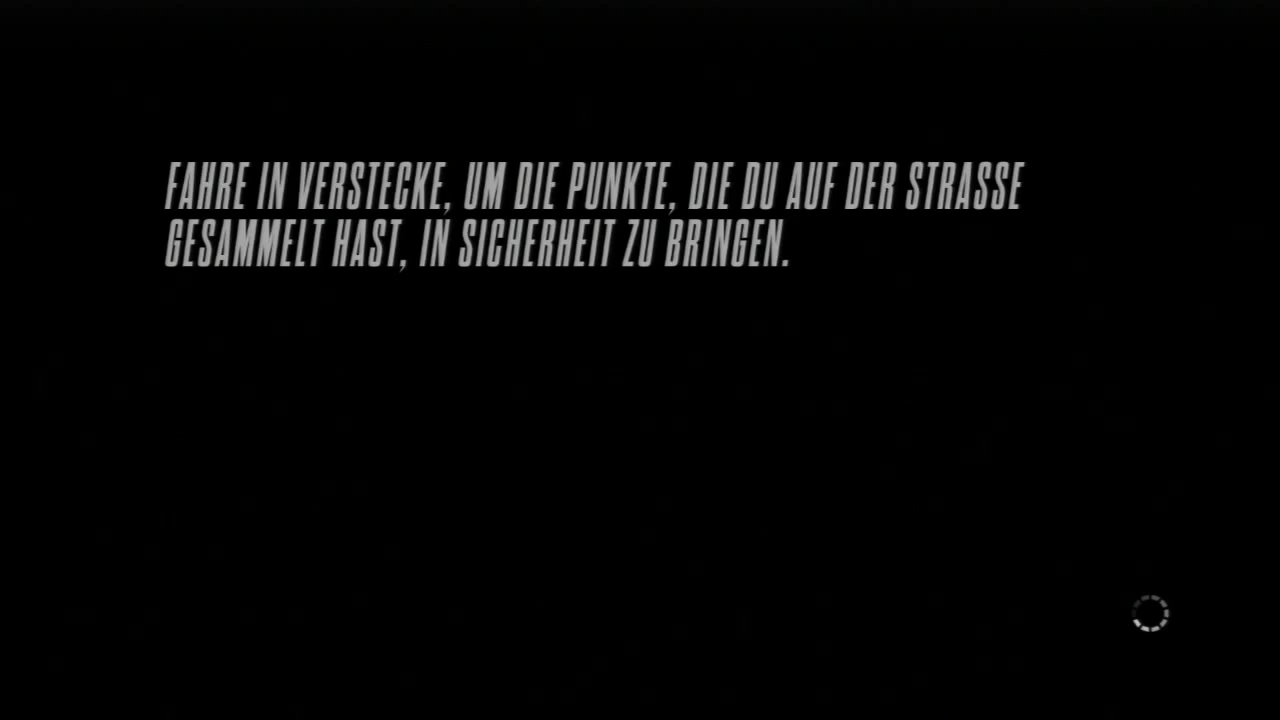 FAHRE IN VERSTECKE, UM DIE PUNKTE, DIE DU AUF DER STRASSE
GESAMMELT HAST, IN SICHERHEIT ZU BRINGEN.